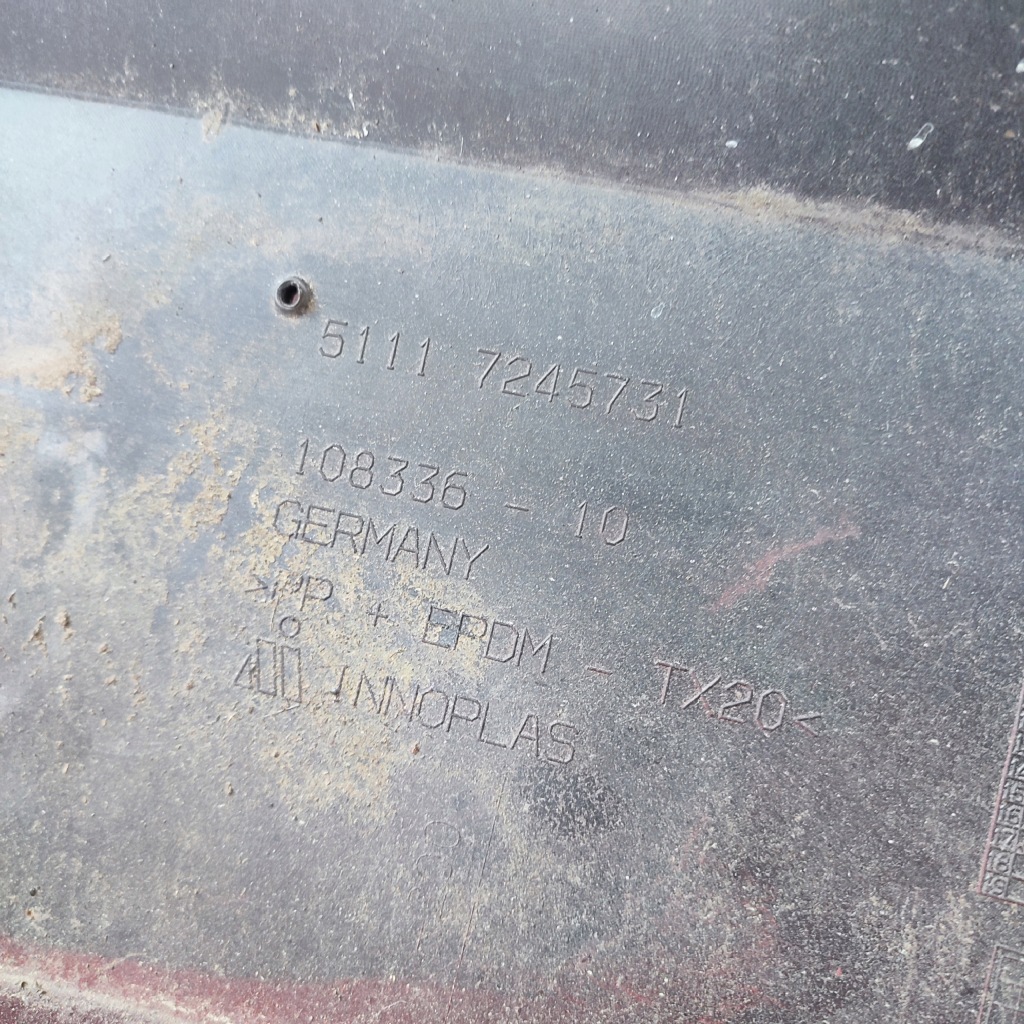 5111 7245731
108336 - 10
GERMANY
>PP + EPDM - TX20<
INNOPLAS